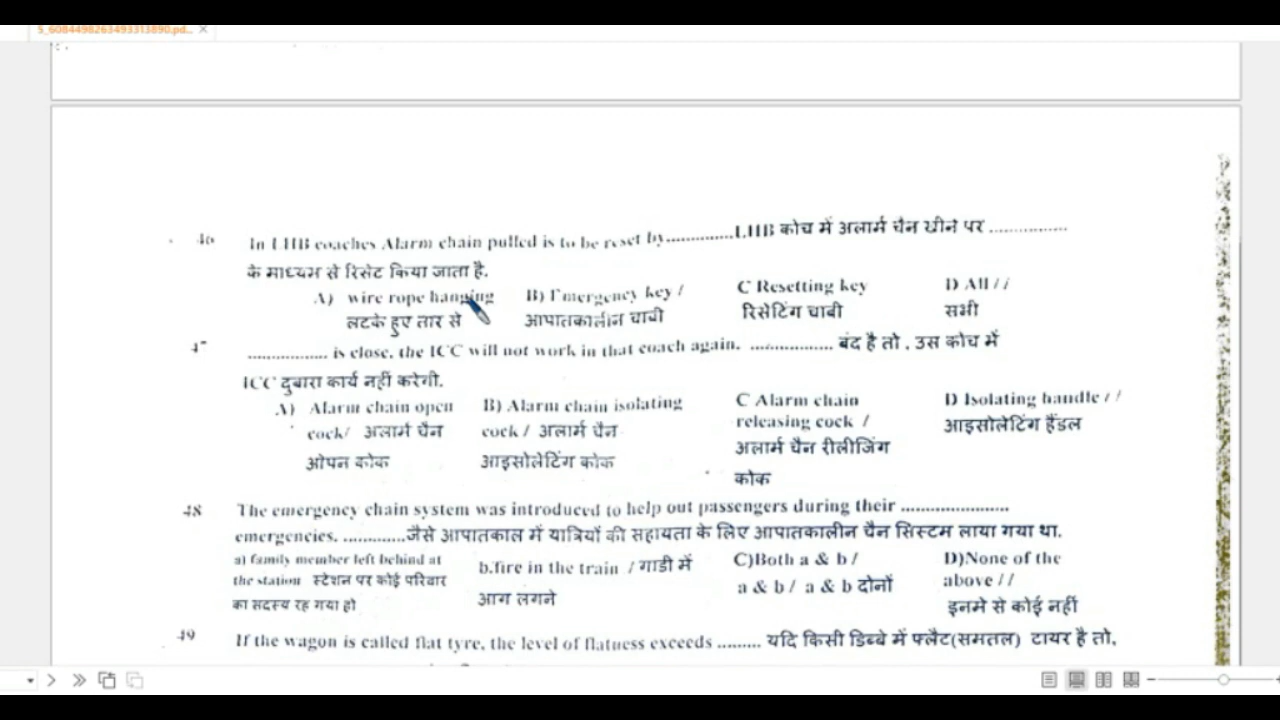 5_6084498263493313890.pd..
46 In LHB coaches Alarm chain pulled is to be reset by.............LHB कोच में अलार्म चैन खीने पर ...............
के माध्यम से रिसेट किया जाता है.
A) wire rope hanging B) Emergency key / C Resetting key D All //
लटके हुए तार से आपातकालीन चाबी रिसेटिंग चाबी सभी
47 ............... is close, the ICC will not work in that coach again. ............... बंद है तो , उस कोच में
ICC दुबारा कार्य नहीं करेगी.
A) Alarm chain open B) Alarm chain isolating C Alarm chain D Isolating handle //
cock/ अलार्म चैन cock / अलार्म चैन releasing cock / आइसोलेटिंग हैंडल
ओपन कोक आइसोलेटिंग कोक अलार्म चैन रीलीजिंग
कोक
48 The emergency chain system was introduced to help out passengers during their ....................
emergencies. ............जैसे आपातकाल में यात्रियों की सहायता के लिए आपातकालीन चैन सिस्टम लाया गया था.
a) family member left behind at b.fire in the train / गाडी में C)Both a & b / D)None of the
the station स्टेशन पर कोई परिवार आग लगने a & b / a & b दोनों above //
का सदस्य रह गया हो इनमे से कोई नहीं
49 If the wagon is called flat tyre, the level of flatness exceeds ......... यदि किसी डिब्बे में फ्लैट(समतल) टायर है तो,